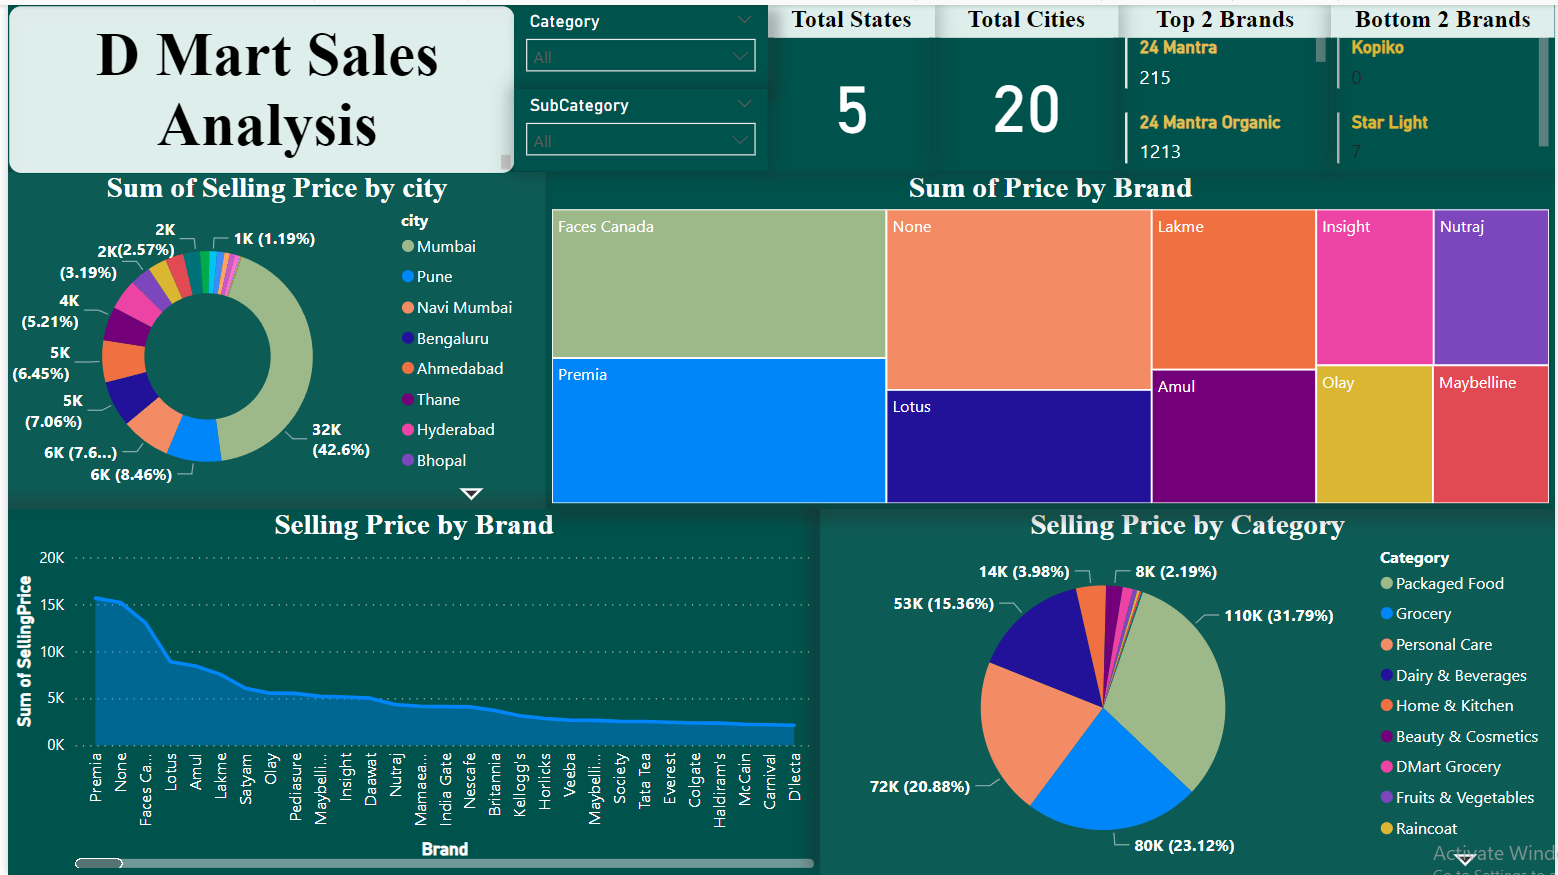 D Mart Sales
Analysis
Category
All
SubCategory
All
Total States
5
Total Cities
20
Top 2 Brands
24 Mantra
215
24 Mantra Organic
1213
Bottom 2 Brands
Kopiko
0
Star Light
7
Sum of Selling Price by city
2K
2K(2.57%)
1K (1.19%)
(3.19%)
4K
(5.21%)
5K
(6.45%)
5K
(7.06%)
6K (7.6...)
6K (8.46%)
32K
(42.6%)
city
Mumbai
Pune
Navi Mumbai
Bengaluru
Ahmedabad
Thane
Hyderabad
Bhopal
Sum of Price by Brand
Faces Canada
None
Lakme
Insight
Nutraj
Premia
Lotus
Amul
Olay
Maybelline
Selling Price by Brand
Sum of SellingPrice
20K
15K
10K
5K
0K
Premia
None
Faces Ca...
Lotus
Amul
Lakme
Satyam
Olay
Pediasure
Maybelli...
Insight
Daawat
Nutraj
Mamaea...
India Gate
Nescafe
Britannia
Kellogg's
Horlicks
Veeba
Maybelli...
Society
Tata Tea
Everest
Colgate
Haldiram's
McCain
Carnival
D'lecta
Brand
Selling Price by Category
14K (3.98%)
8K (2.19%)
53K (15.36%)
110K (31.79%)
72K (20.88%)
80K (23.12%)
Category
Packaged Food
Grocery
Personal Care
Dairy & Beverages
Home & Kitchen
Beauty & Cosmetics
DMart Grocery
Fruits & Vegetables
Raincoat
Activate Wind